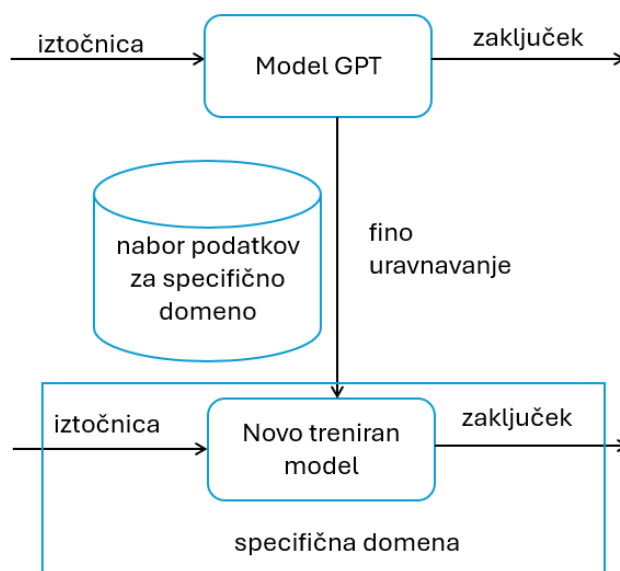 iztočnica
Model GPT
zaključek
nabor podatkov
za specifično
domeno
fino
uravnavanje
iztočnica
Novo treniran
model
zaključek
specifična domena